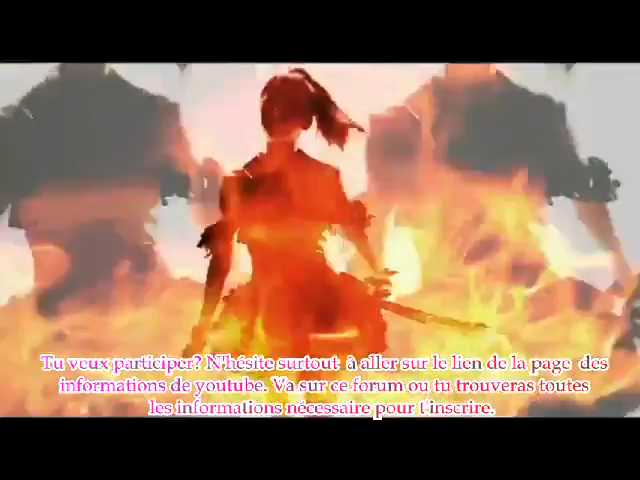 Tu veux participer? N'hésite surtout à aller sur le lien de la page des
informations de youtube. Va sur ce forum ou tu trouveras toutes
les informations nécessaire pour t'inscrire.